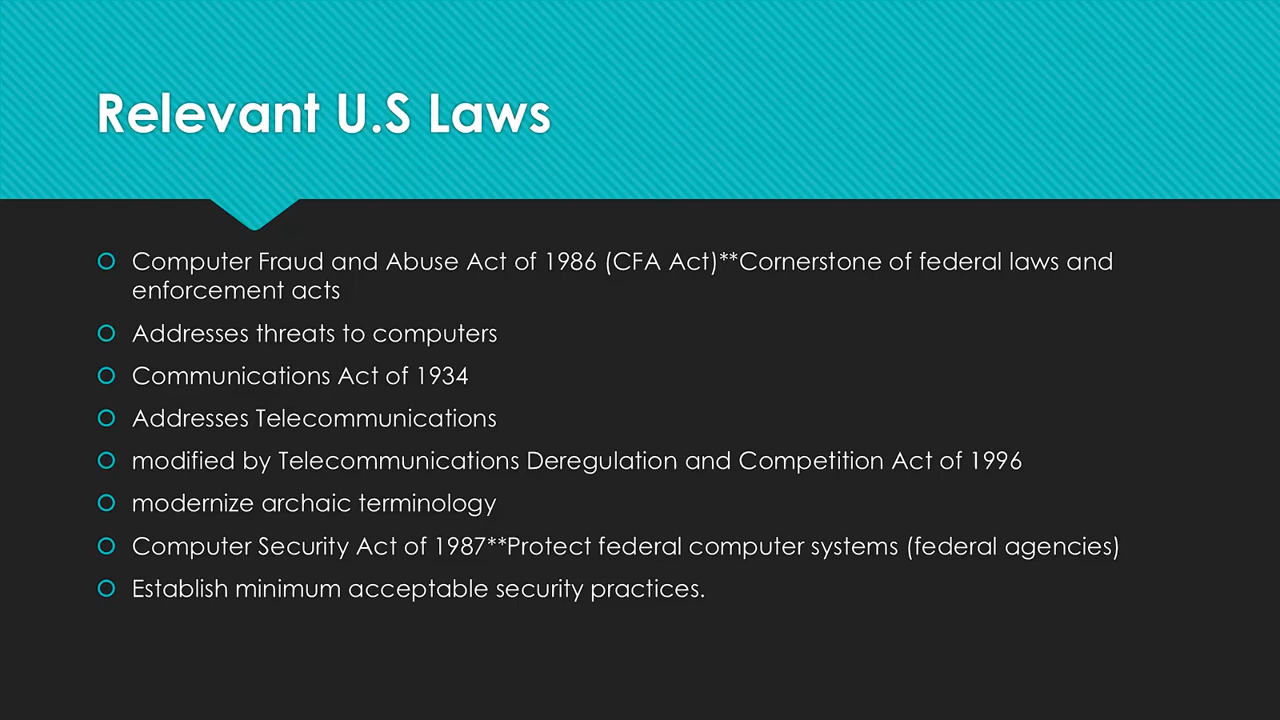 Relevant U.S Laws
Computer Fraud and Abuse Act of 1986 (CFA Act)**Cornerstone of federal laws and
enforcement acts
Addresses threats to computers
Communications Act of 1934
Addresses Telecommunications
modified by Telecommunications Deregulation and Competition Act of 1996
modernize archaic terminology
Computer Security Act of 1987**Protect federal computer systems (federal agencies)
Establish minimum acceptable security practices.